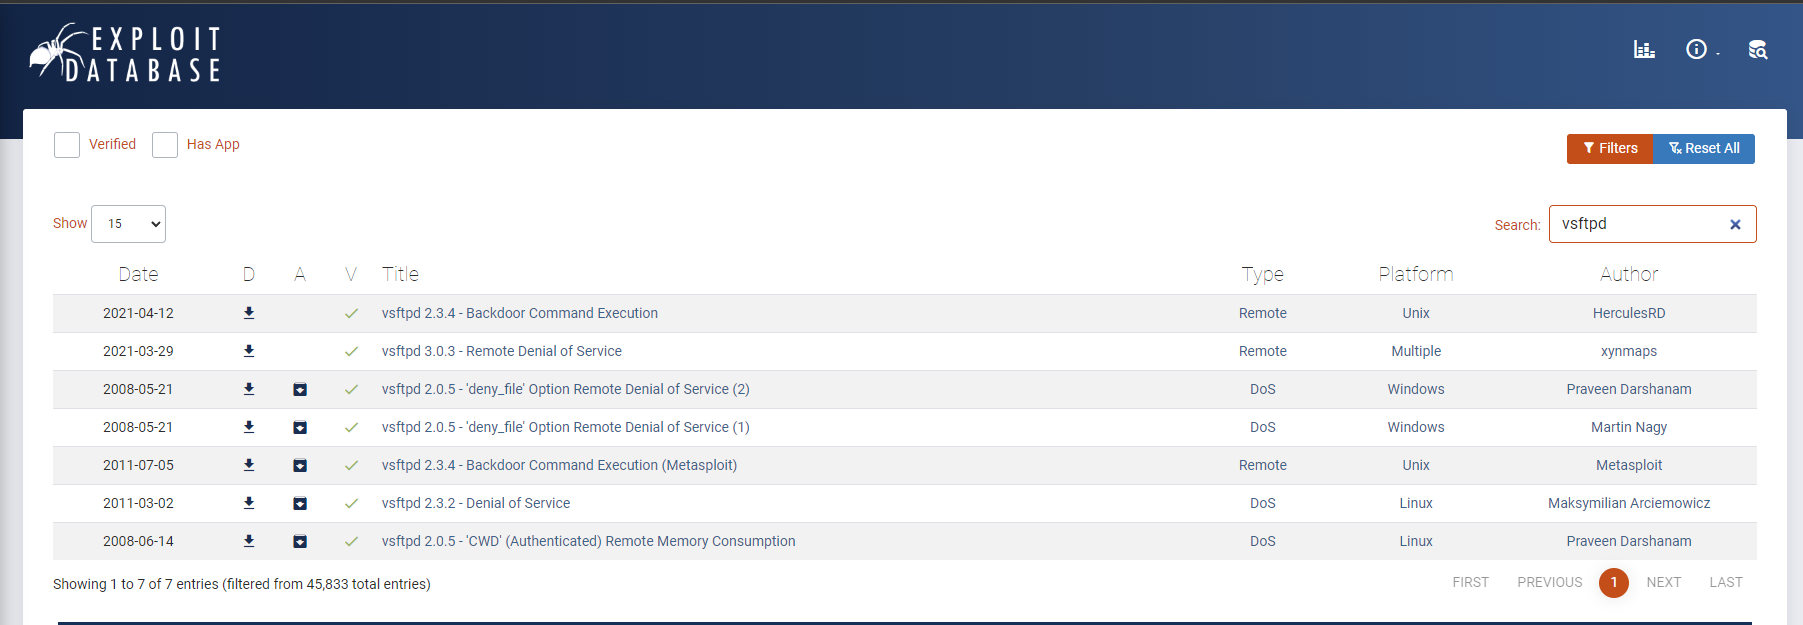 EXPLOIT
DATABASE
Verified Has App
Filters Reset All
Show 15 Search: vsftpd
Date D A V Title Type Platform Author
2021-04-12 vsftpd 2.3.4 - Backdoor Command Execution Remote Unix HerculesRD
2021-03-29 vsftpd 3.0.3 - Remote Denial of Service Remote Multiple xynmaps
2008-05-21 vsftpd 2.0.5 - 'deny_file' Option Remote Denial of Service (2) DoS Windows Praveen Darshanam
2008-05-21 vsftpd 2.0.5 - 'deny_file' Option Remote Denial of Service (1) DoS Windows Martin Nagy
2011-07-05 vsftpd 2.3.4 - Backdoor Command Execution (Metasploit) Remote Unix Metasploit
2011-03-02 vsftpd 2.3.2 - Denial of Service DoS Linux Maksymilian Arciemowicz
2008-06-14 vsftpd 2.0.5 - 'CWD' (Authenticated) Remote Memory Consumption DoS Linux Praveen Darshanam
Showing 1 to 7 of 7 entries (filtered from 45,833 total entries) FIRST PREVIOUS 1 NEXT LAST